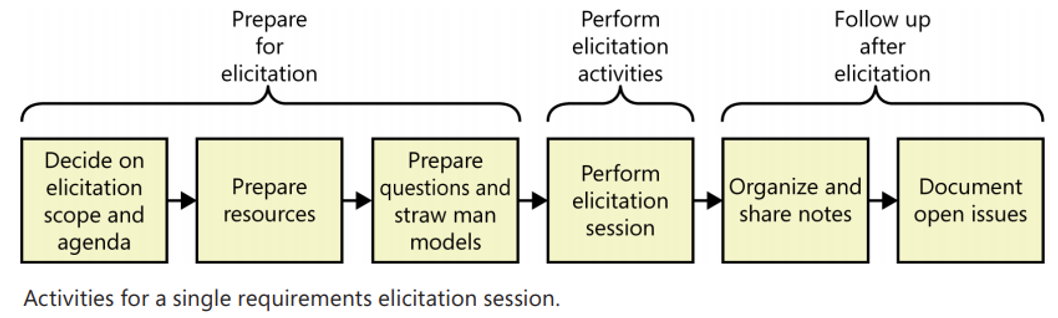 Prepare
for
elicitation
Perform
elicitation
activities
Follow up
after
elicitation
Decide on
elicitation
scope and
agenda
Prepare
resources
Prepare
questions and
straw man
models
Perform
elicitation
session
Organize and
share notes
Document
open issues
Activities for a single requirements elicitation session.